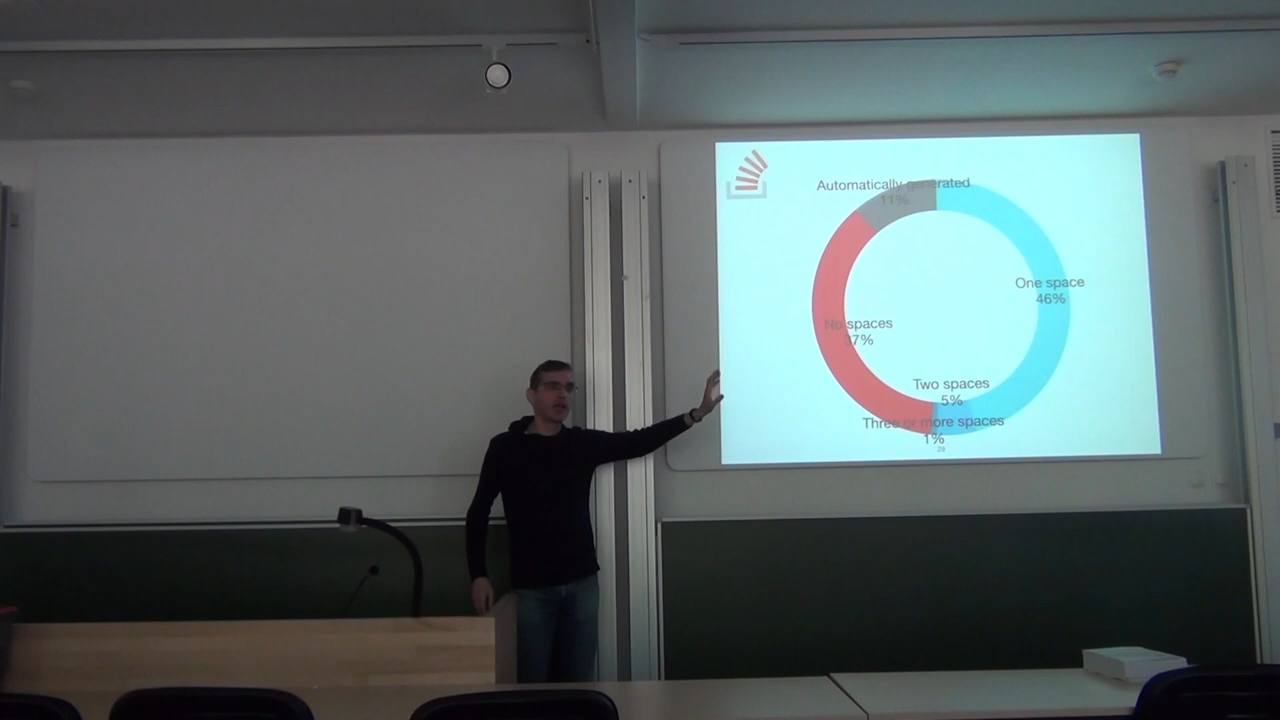 Automatically generated
11%
One space
46%
No spaces
37%
Two spaces
5%
Three or more spaces
1%
29